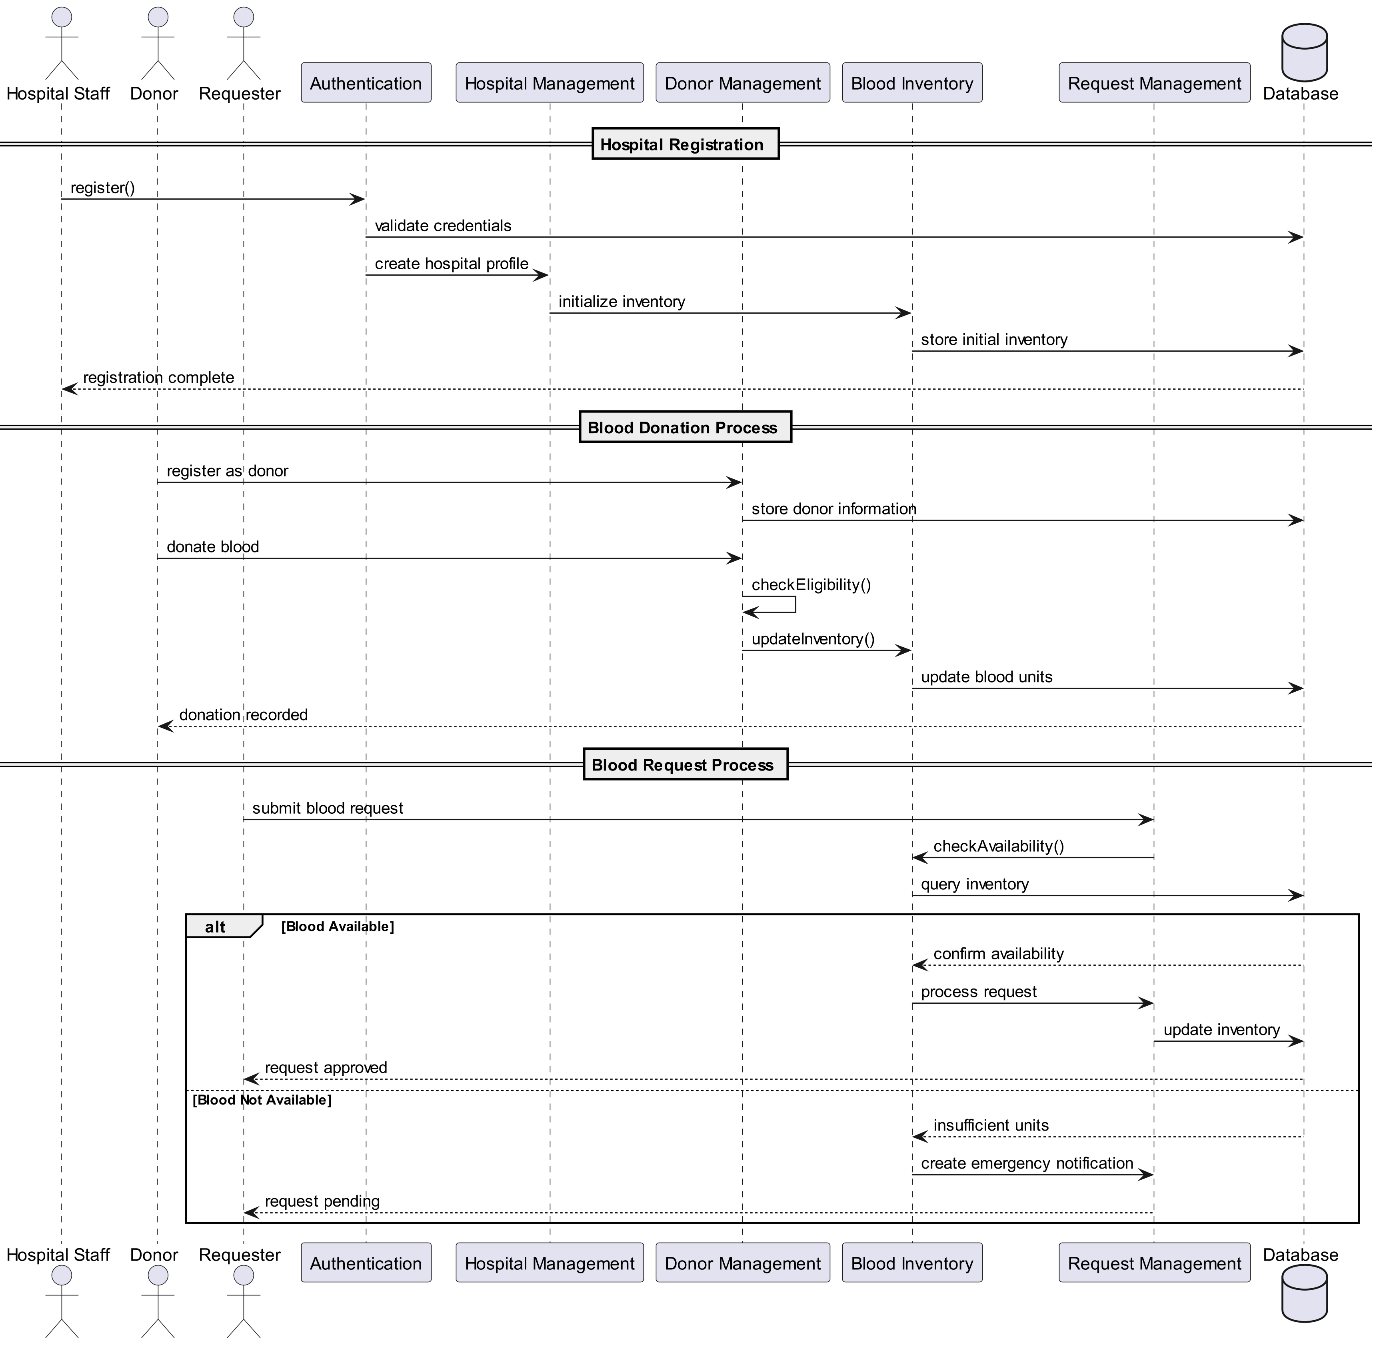 Hospital Staff
Donor
Requester
Authentication
Hospital Management
Donor Management
Blood Inventory
Request Management
Database
Hospital Registration
register()
validate credentials
create hospital profile
initialize inventory
store initial inventory
registration complete
Blood Donation Process
register as donor
store donor information
donate blood
checkEligibility()
updateInventory()
update blood units
donation recorded
Blood Request Process
submit blood request
checkAvailability()
query inventory
alt
[Blood Available]
confirm availability
process request
update inventory
request approved
[Blood Not Available]
insufficient units
create emergency notification
request pending
Hospital Staff
Donor
Requester
Authentication
Hospital Management
Donor Management
Blood Inventory
Request Management
Database